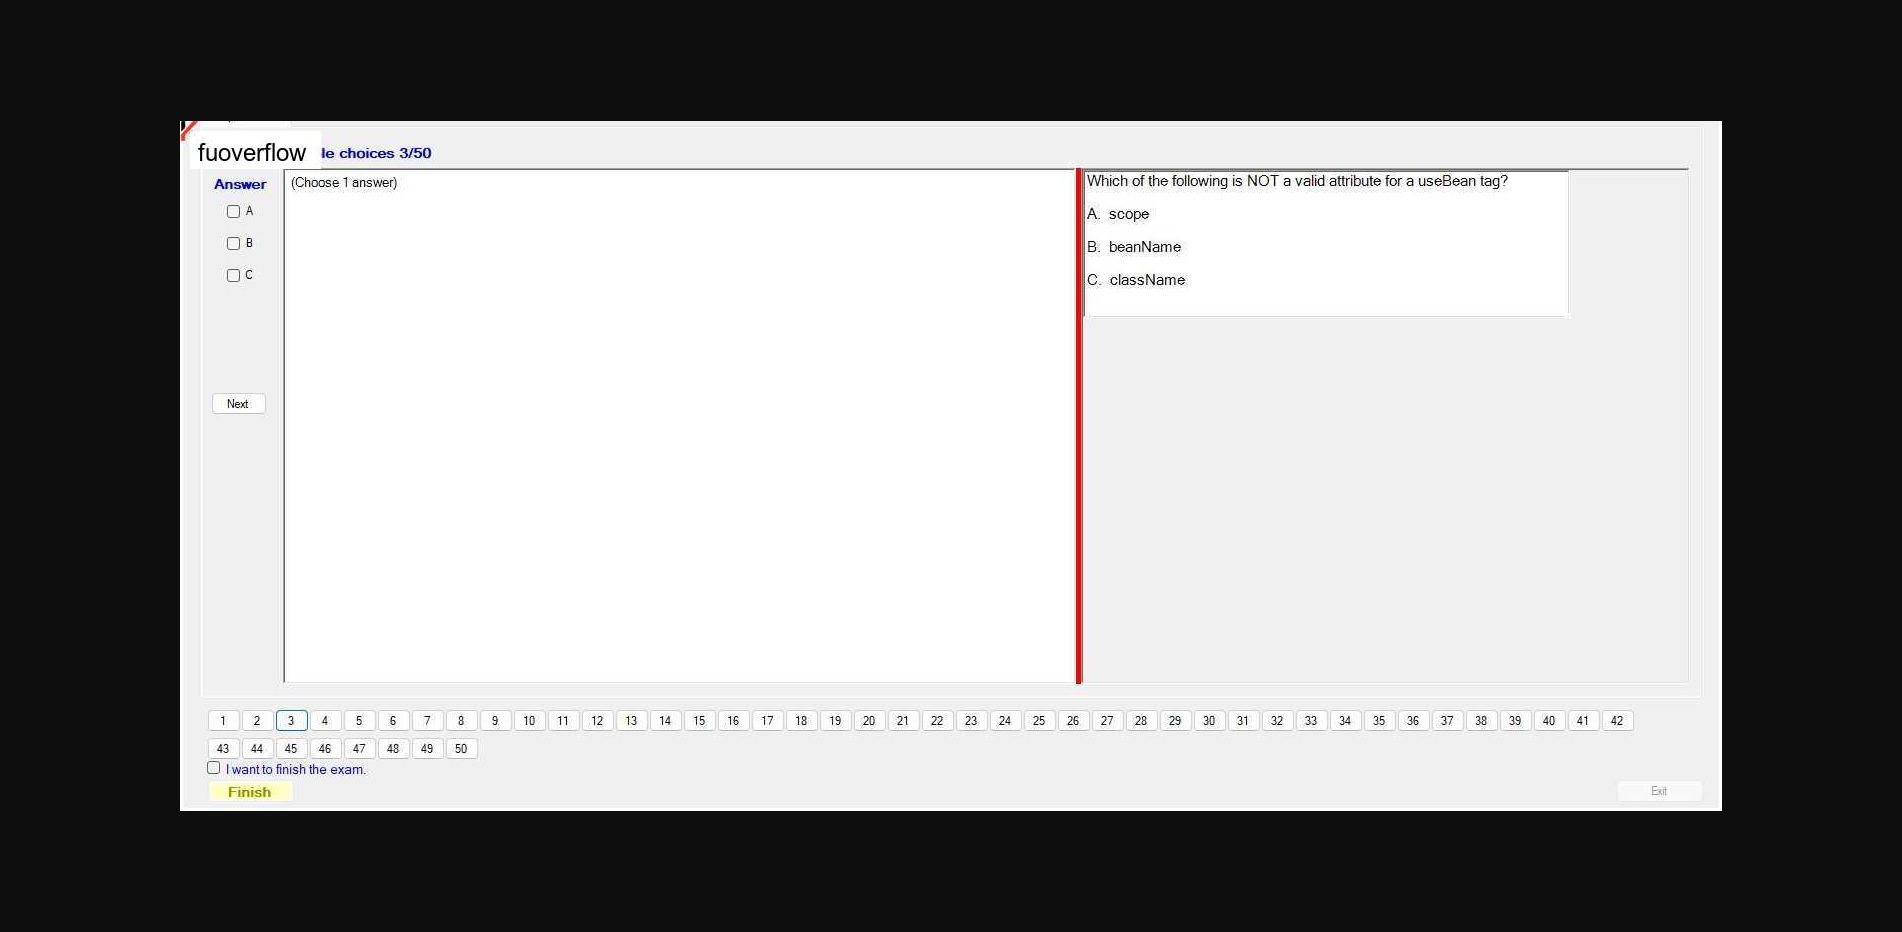 fuoverflow
le choices 3/50
Answer
(Choose 1 answer)
A
B
C
Next
Which of the following is NOT a valid attribute for a useBean tag?
A. scope
B. beanName
C. className
1 2 3 4 5 6 7 8 9 10 11 12 13 14 15 16 17 18 19 20 21 22 23 24 25 26 27 28 29 30 31 32 33 34 35 36 37 38 39 40 41 42
43 44 45 46 47 48 49 50
I want to finish the exam.
Finish
Exit